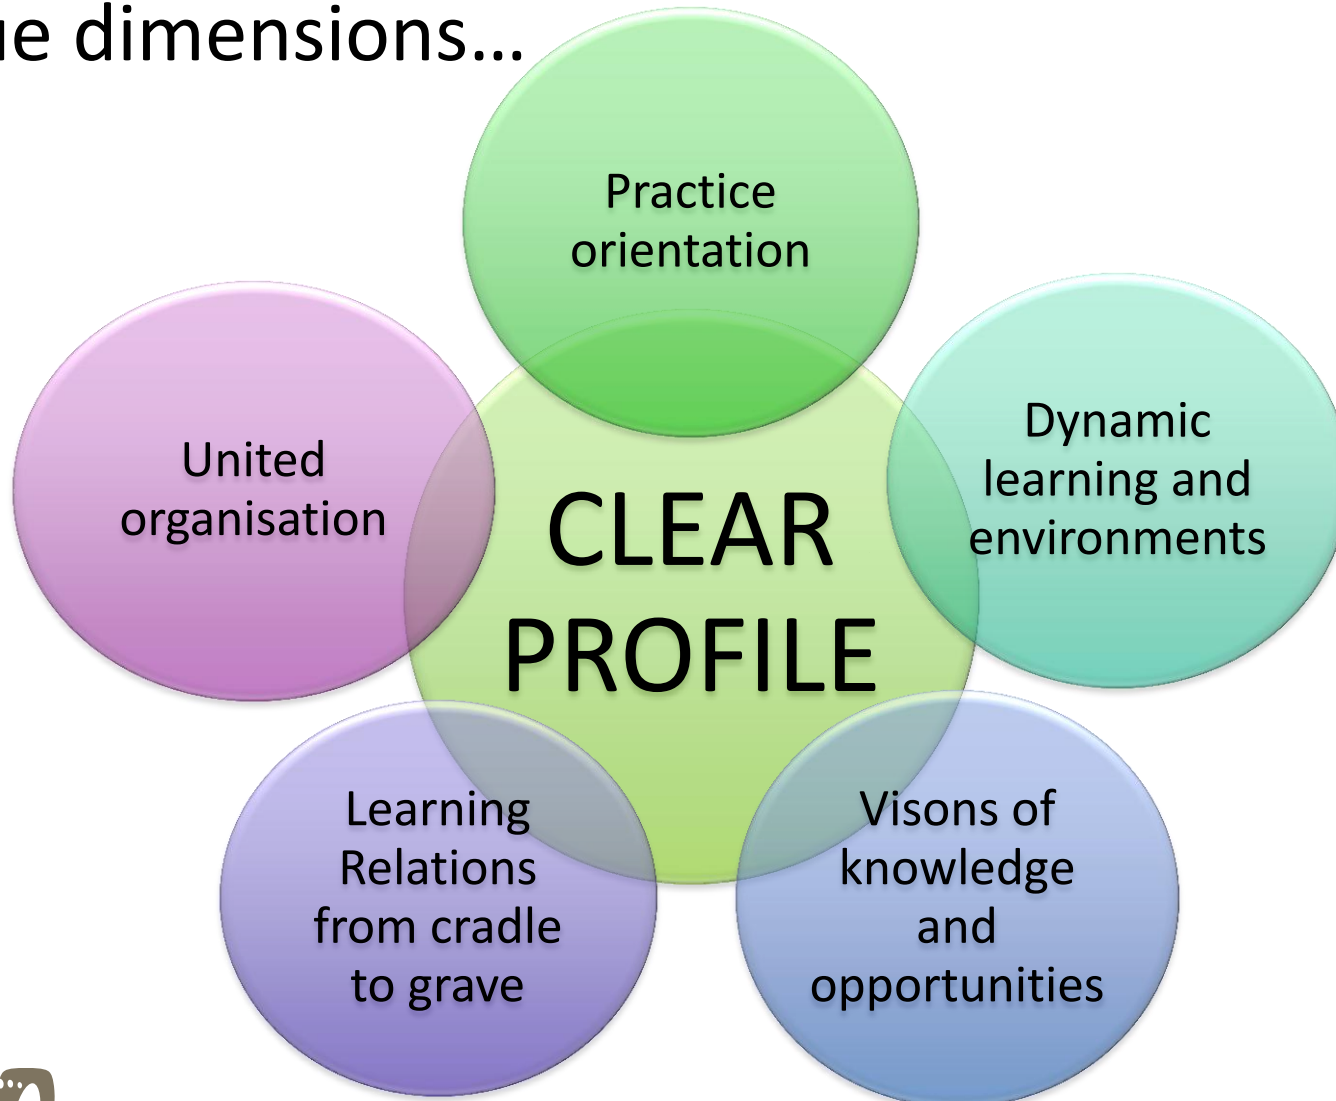 dimensions...
Practice
orientation
United
organisation
Dynamic
learning and
environments
CLEAR
PROFILE
Learning
Relations
from cradle
to grave
Visons of
knowledge
and
opportunities